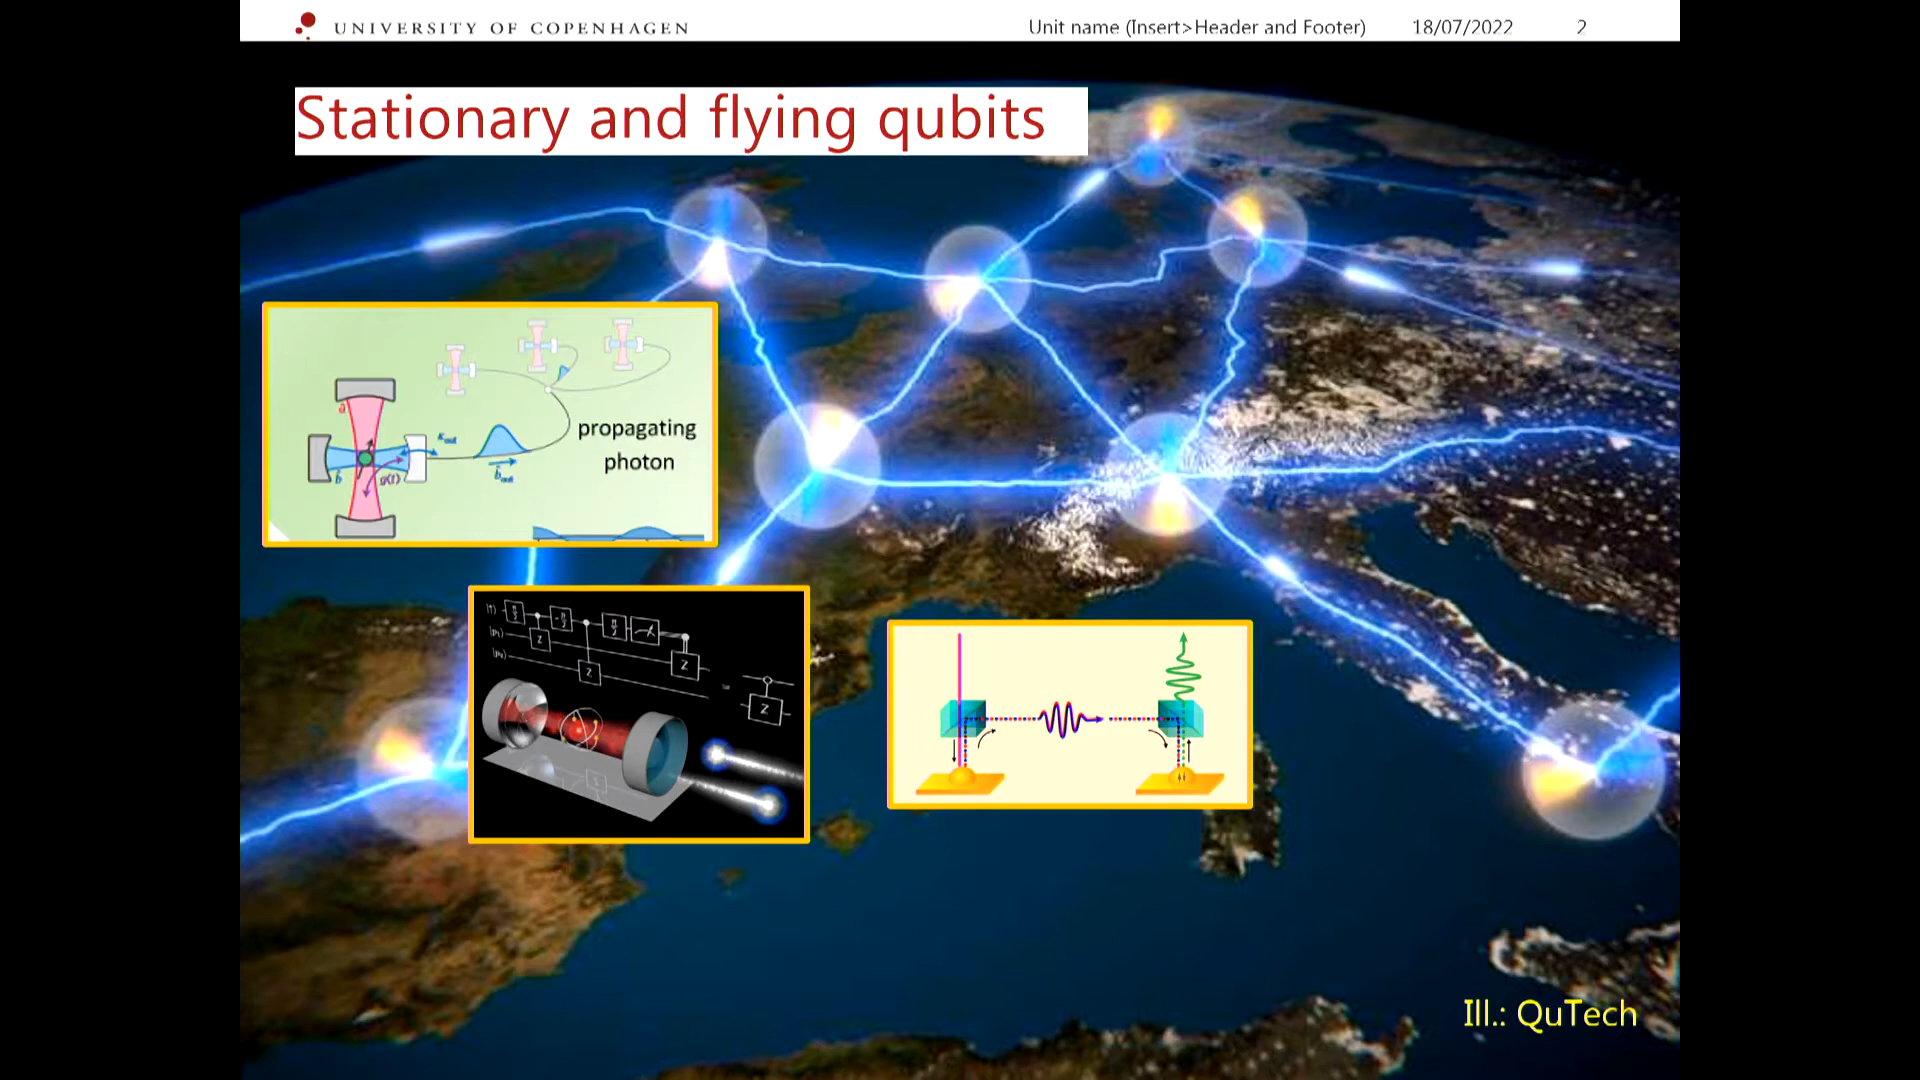 UNIVERSITY OF COPENHAGEN
Unit name (Insert>Header and Footer) 18/07/2022 2
Stationary and flying qubits
propagating
photon
g(t)
Z
Z
Z
Z
Ill.: QuTech